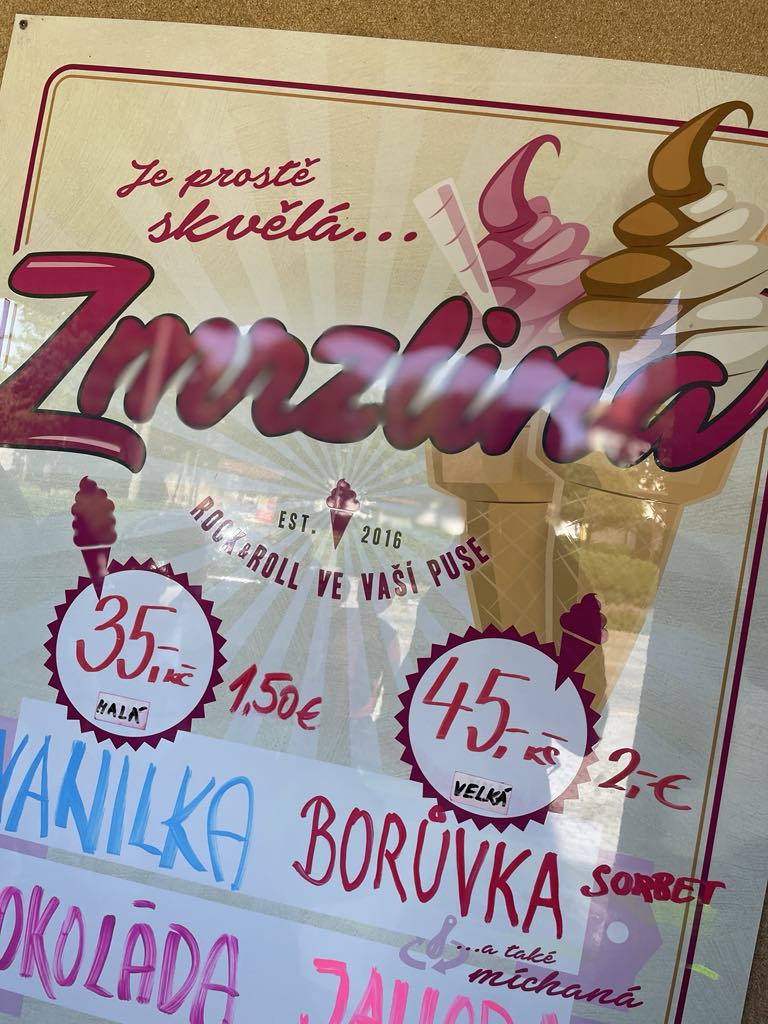 Je prostě
skvělá...
Zmrzlina
EST. 2016
ROCK&ROLL VE VAŠÍ PUSE
35,- KČ
MALÁ
1,50€
45,- KČ
VELKÁ
2,-€
VANILKA
BORŮVKA SORBET
...a také
míchaná
OKOLÁDA